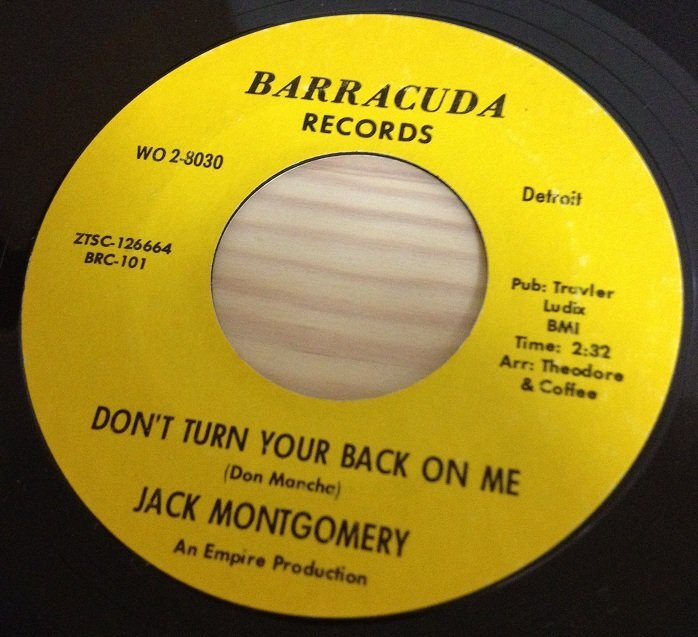 BARRACUDA
RECORDS
WO 2-8030
Detroit
ZTSC-126664
BRC-101
Pub: Travler
Ludix
BMI
Time: 2:32
Arr: Theodore
& Coffee
DON'T TURN YOUR BACK ON ME
(Don Manche)
JACK MONTGOMERY
An Empire Production